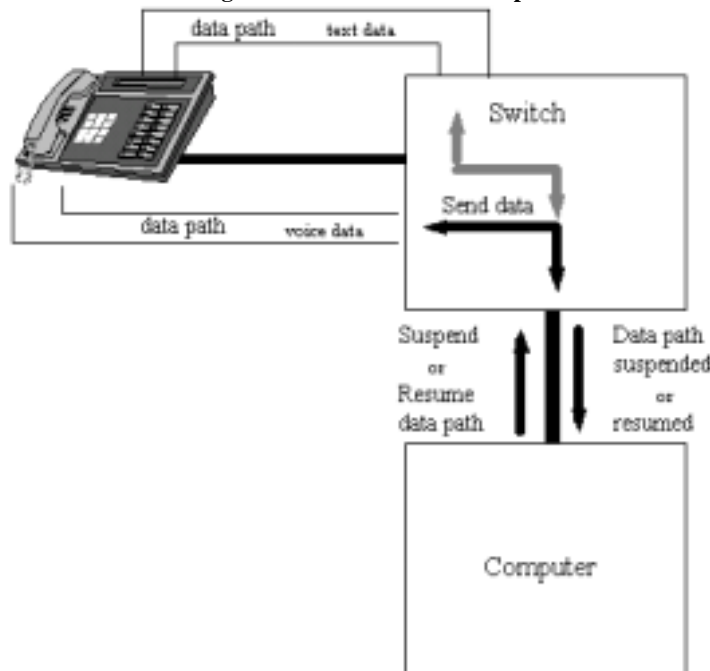 data path text data
Switch
Send data
data path voice data
Suspend
or
Resume
data path
Data path
suspended
or
resumed
Computer